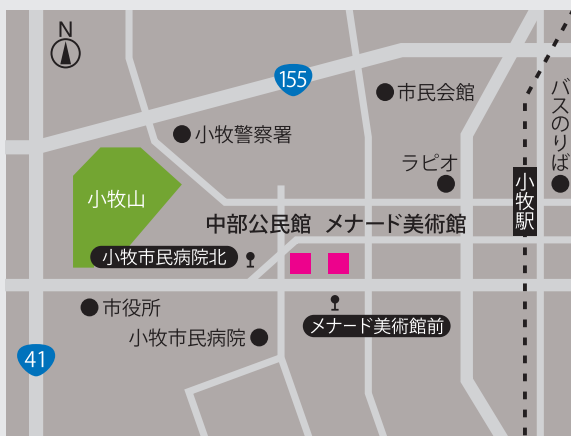 N
155
市民会館
バスのりば
小牧警察署
ラピオ
小牧駅
小牧山
中部公民館
メナード美術館
小牧市民病院北
市役所
メナード美術館前
小牧市民病院
41